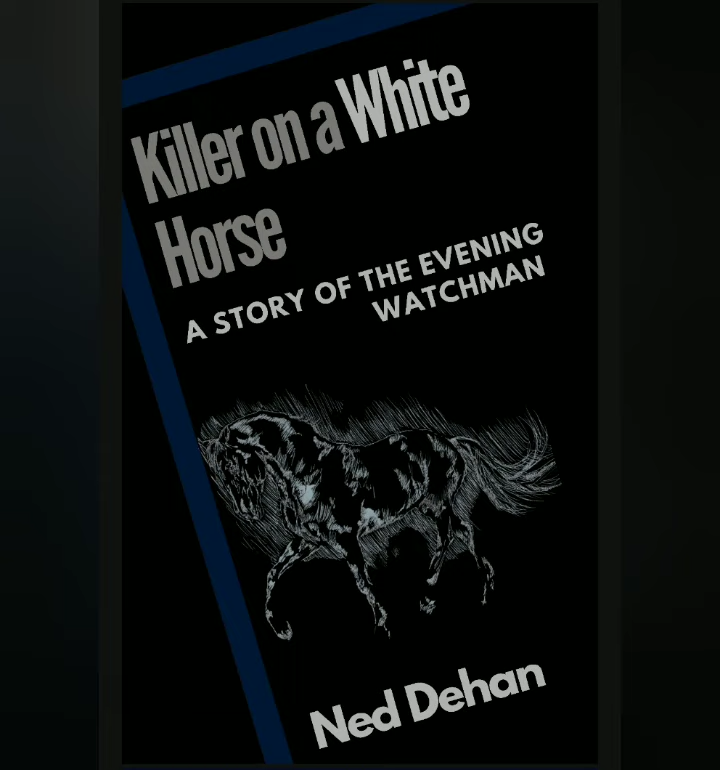 Killer on a White
Horse
A STORY OF THE EVENING
WATCHMAN
Ned Dehan